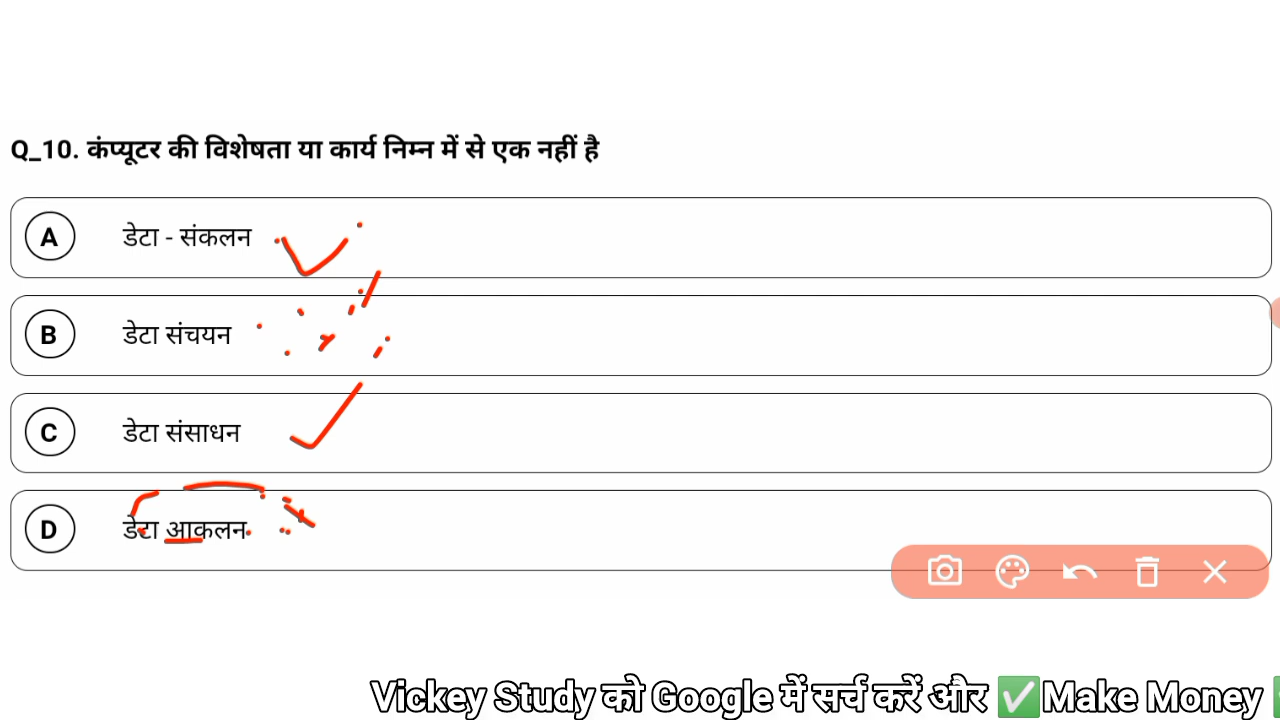 Q_10. कंप्यूटर की विशेषता या कार्य निम्न में से एक नहीं है
A डेटा - संकलन
B डेटा संचयन
C डेटा संसाधन
D डेटा आकलन
Vickey Study को Google में सर्च करें और ✅Make Money